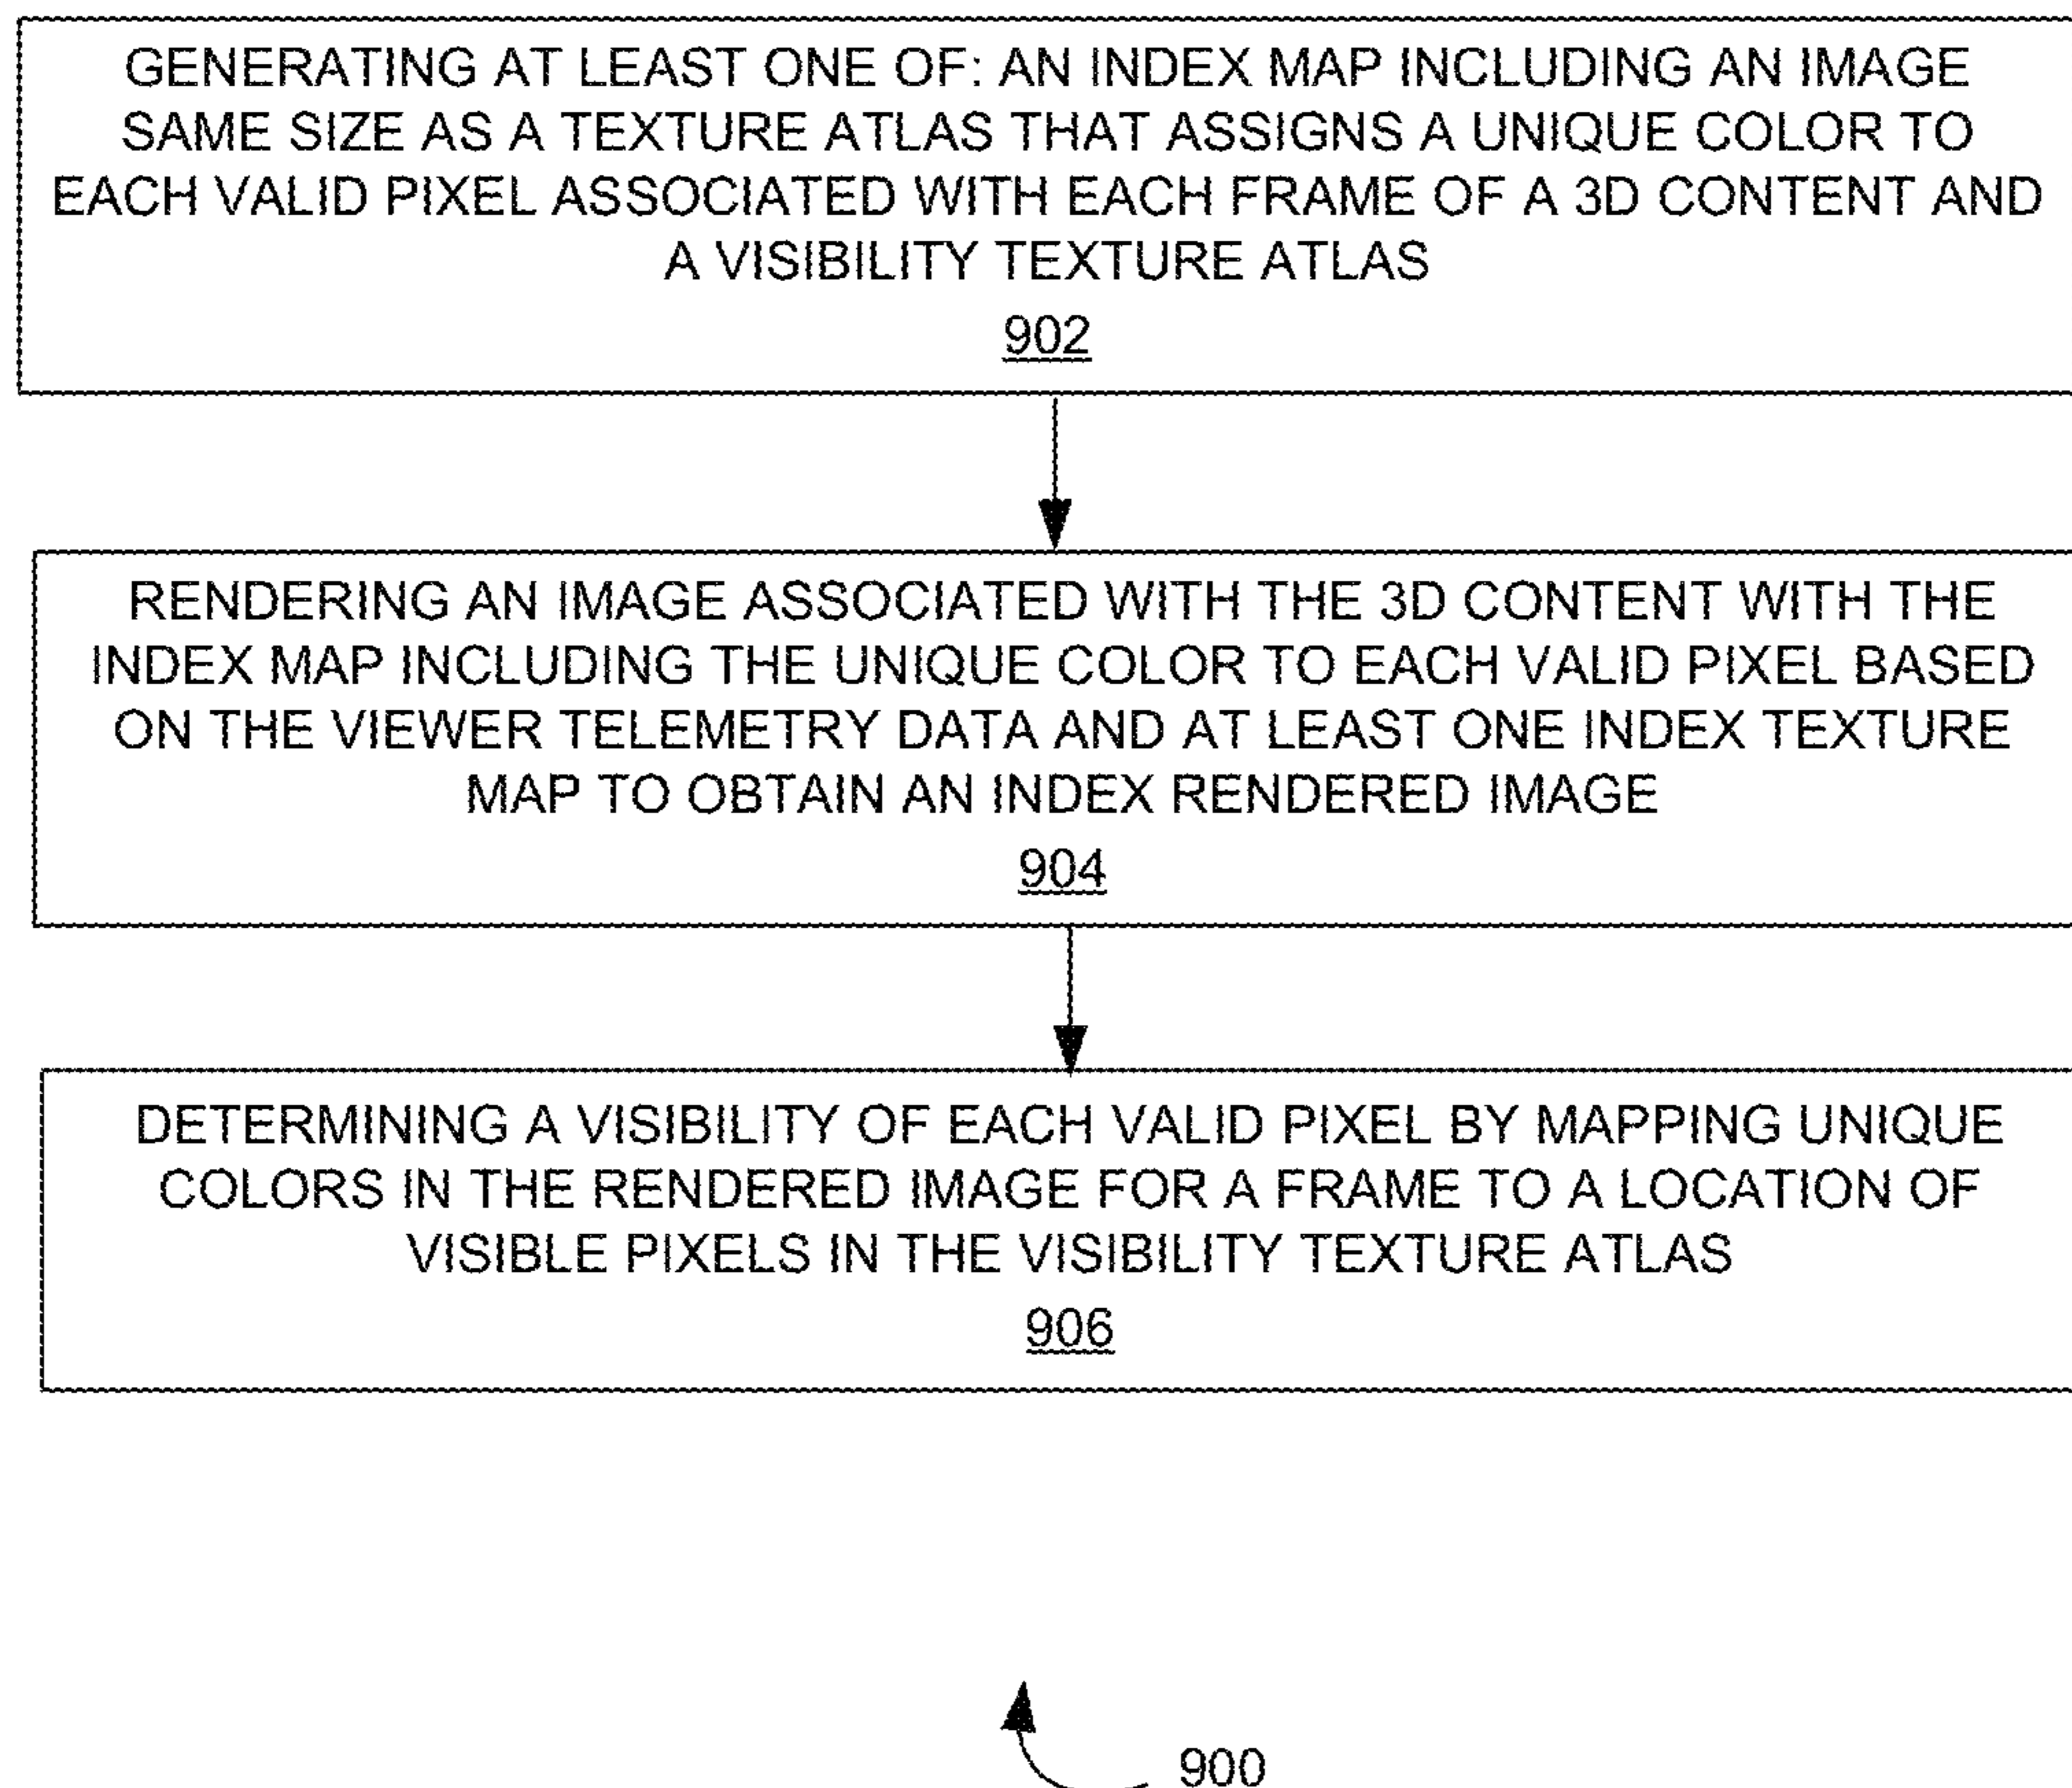 GENERATING AT LEAST ONE OF: AN INDEX MAP INCLUDING AN IMAGE
SAME SIZE AS A TEXTURE ATLAS THAT ASSIGNS A UNIQUE COLOR TO
EACH VALID PIXEL ASSOCIATED WITH EACH FRAME OF A 3D CONTENT AND
A VISIBILITY TEXTURE ATLAS
902
RENDERING AN IMAGE ASSOCIATED WITH THE 3D CONTENT WITH THE
INDEX MAP INCLUDING THE UNIQUE COLOR TO EACH VALID PIXEL BASED
ON THE VIEWER TELEMETRY DATA AND AT LEAST ONE INDEX TEXTURE
MAP TO OBTAIN AN INDEX RENDERED IMAGE
904
DETERMINING A VISIBILITY OF EACH VALID PIXEL BY MAPPING UNIQUE
COLORS IN THE RENDERED IMAGE FOR A FRAME TO A LOCATION OF
VISIBLE PIXELS IN THE VISIBILITY TEXTURE ATLAS
906
900